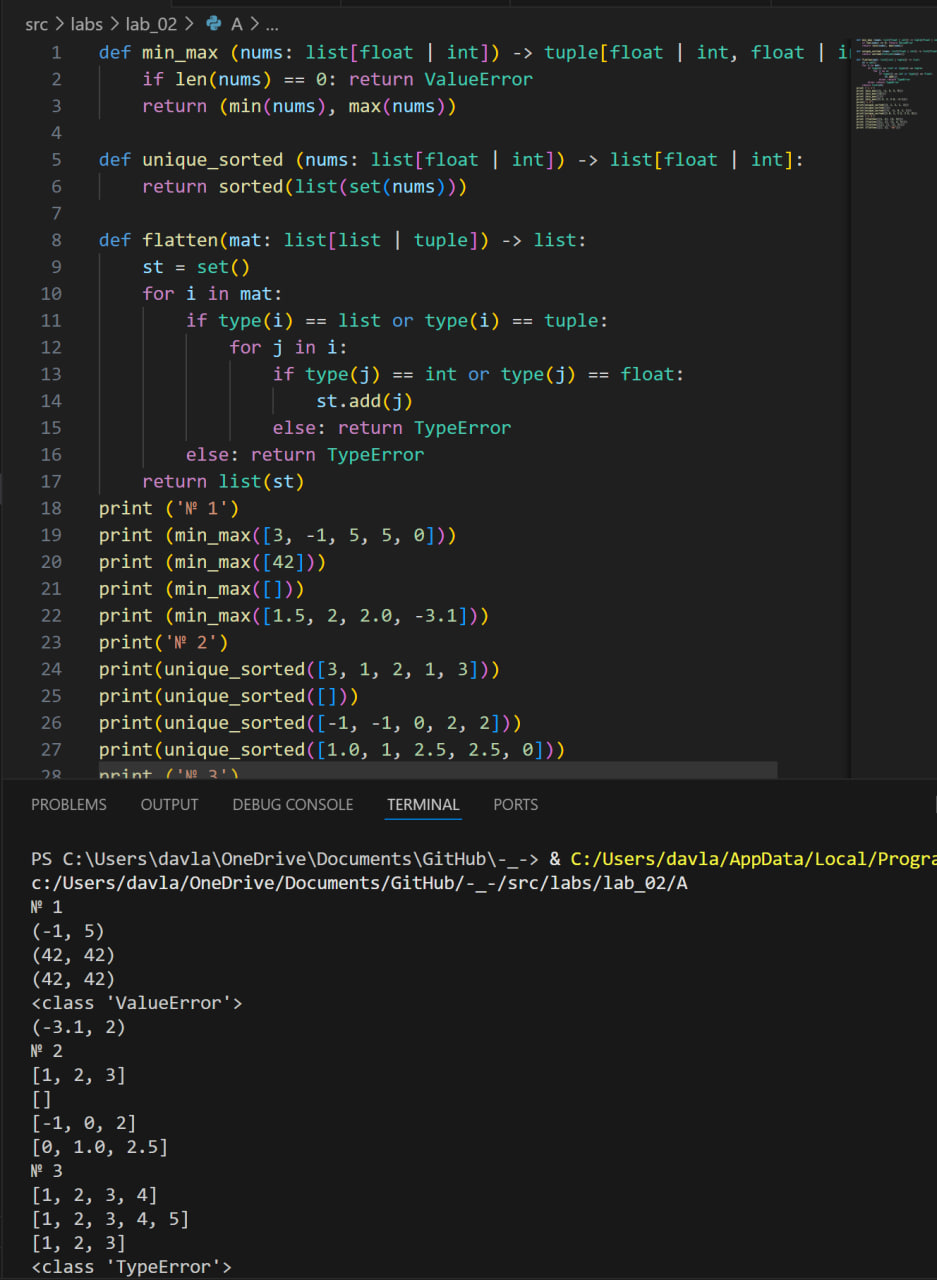 src > labs > lab_02 > A > ...
1 def min_max (nums: list[float | int]) -> tuple[float | int, float | i
2 if len(nums) == 0: return ValueError
3 return (min(nums), max(nums))
4
5 def unique_sorted (nums: list[float | int]) -> list[float | int]:
6 return sorted(list(set(nums)))
7
8 def flatten(mat: list[list | tuple]) -> list:
9 st = set()
10 for i in mat:
11 if type(i) == list or type(i) == tuple:
12 for j in i:
13 if type(j) == int or type(j) == float:
14 st.add(j)
15 else: return TypeError
16 else: return TypeError
17 return list(st)
18 print ('№ 1')
19 print (min_max([3, -1, 5, 5, 0]))
20 print (min_max([42]))
21 print (min_max([]))
22 print (min_max([1.5, 2, 2.0, -3.1]))
23 print('№ 2')
24 print(unique_sorted([3, 1, 2, 1, 3]))
25 print(unique_sorted([]))
26 print(unique_sorted([-1, -1, 0, 2, 2]))
27 print(unique_sorted([1.0, 1, 2.5, 2.5, 0]))
28 print ('№ 3')
PROBLEMS OUTPUT DEBUG CONSOLE TERMINAL PORTS
PS C:\Users\davla\OneDrive\Documents\GitHub\-_-> & C:/Users/davla/AppData/Local/Progra
c:/Users/davla/OneDrive/Documents/GitHub/-_-/src/labs/lab_02/A
№ 1
(-1, 5)
(42, 42)
(42, 42)
<class 'ValueError'>
(-3.1, 2)
№ 2
[1, 2, 3]
[]
[-1, 0, 2]
[0, 1.0, 2.5]
№ 3
[1, 2, 3, 4]
[1, 2, 3, 4, 5]
[1, 2, 3]
<class 'TypeError'>